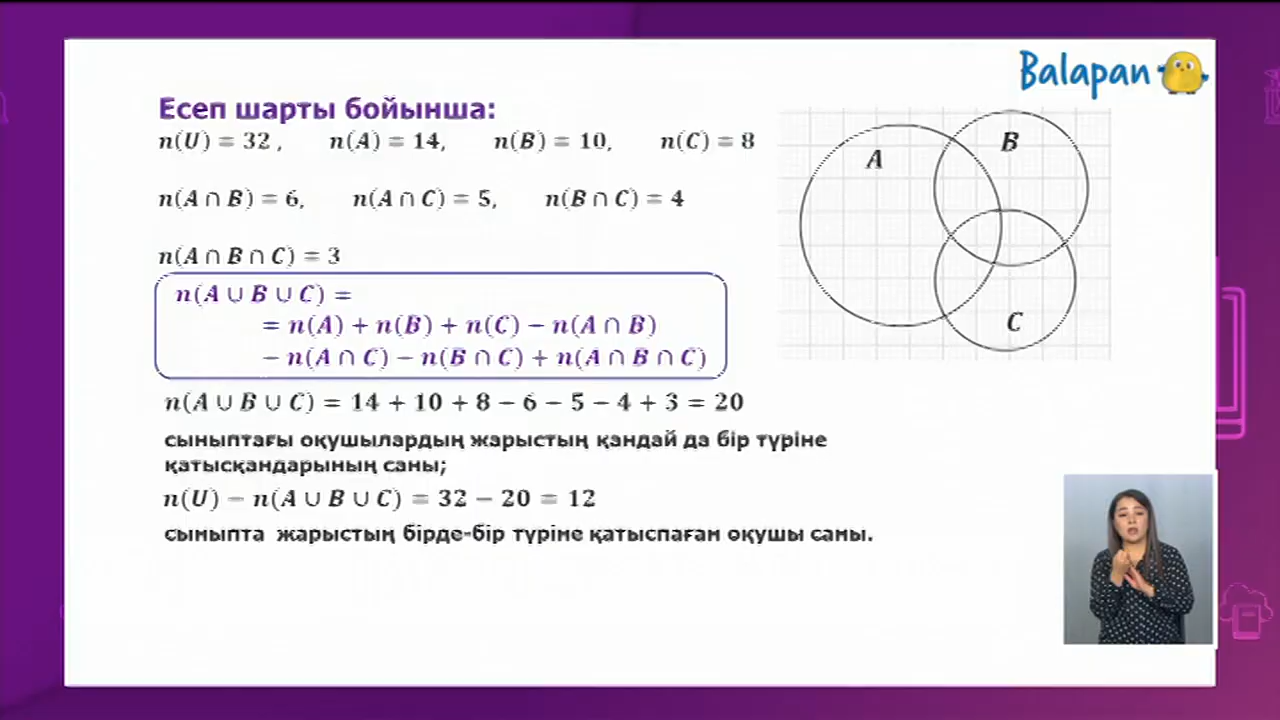 Balapan
Есеп шарты бойынша:
n(U) = 32 , n(A) = 14, n(B) = 10, n(C) = 8
n(A ∩ B) = 6, n(A ∩ C) = 5, n(B ∩ C) = 4
n(A ∩ B ∩ C) = 3
n(A ∪ B ∪ C) =
= n(A) + n(B) + n(C) − n(A ∩ B)
− n(A ∩ C) − n(B ∩ C) + n(A ∩ B ∩ C)
n(A ∪ B ∪ C) = 14 + 10 + 8 − 6 − 5 − 4 + 3 = 20
сыныптағы оқушылардың жарыстың қандай да бір түріне
қатысқандарының саны;
n(U) − n(A ∪ B ∪ C) = 32 − 20 = 12
сыныпта жарыстың бірде-бір түріне қатыспаған оқушы саны.
A
B
C